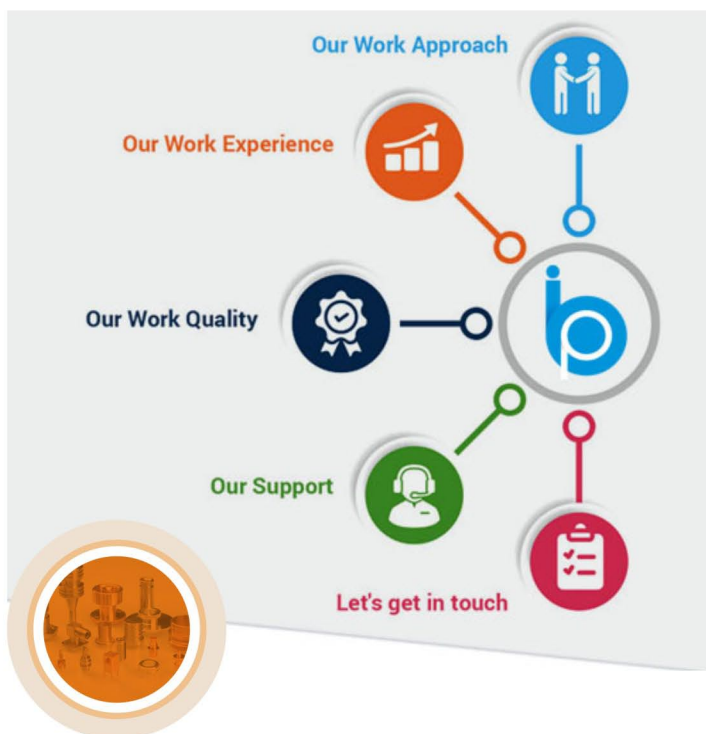 Our Work Approach
Our Work Experience
Our Work Quality
Our Support
Let's get in touch